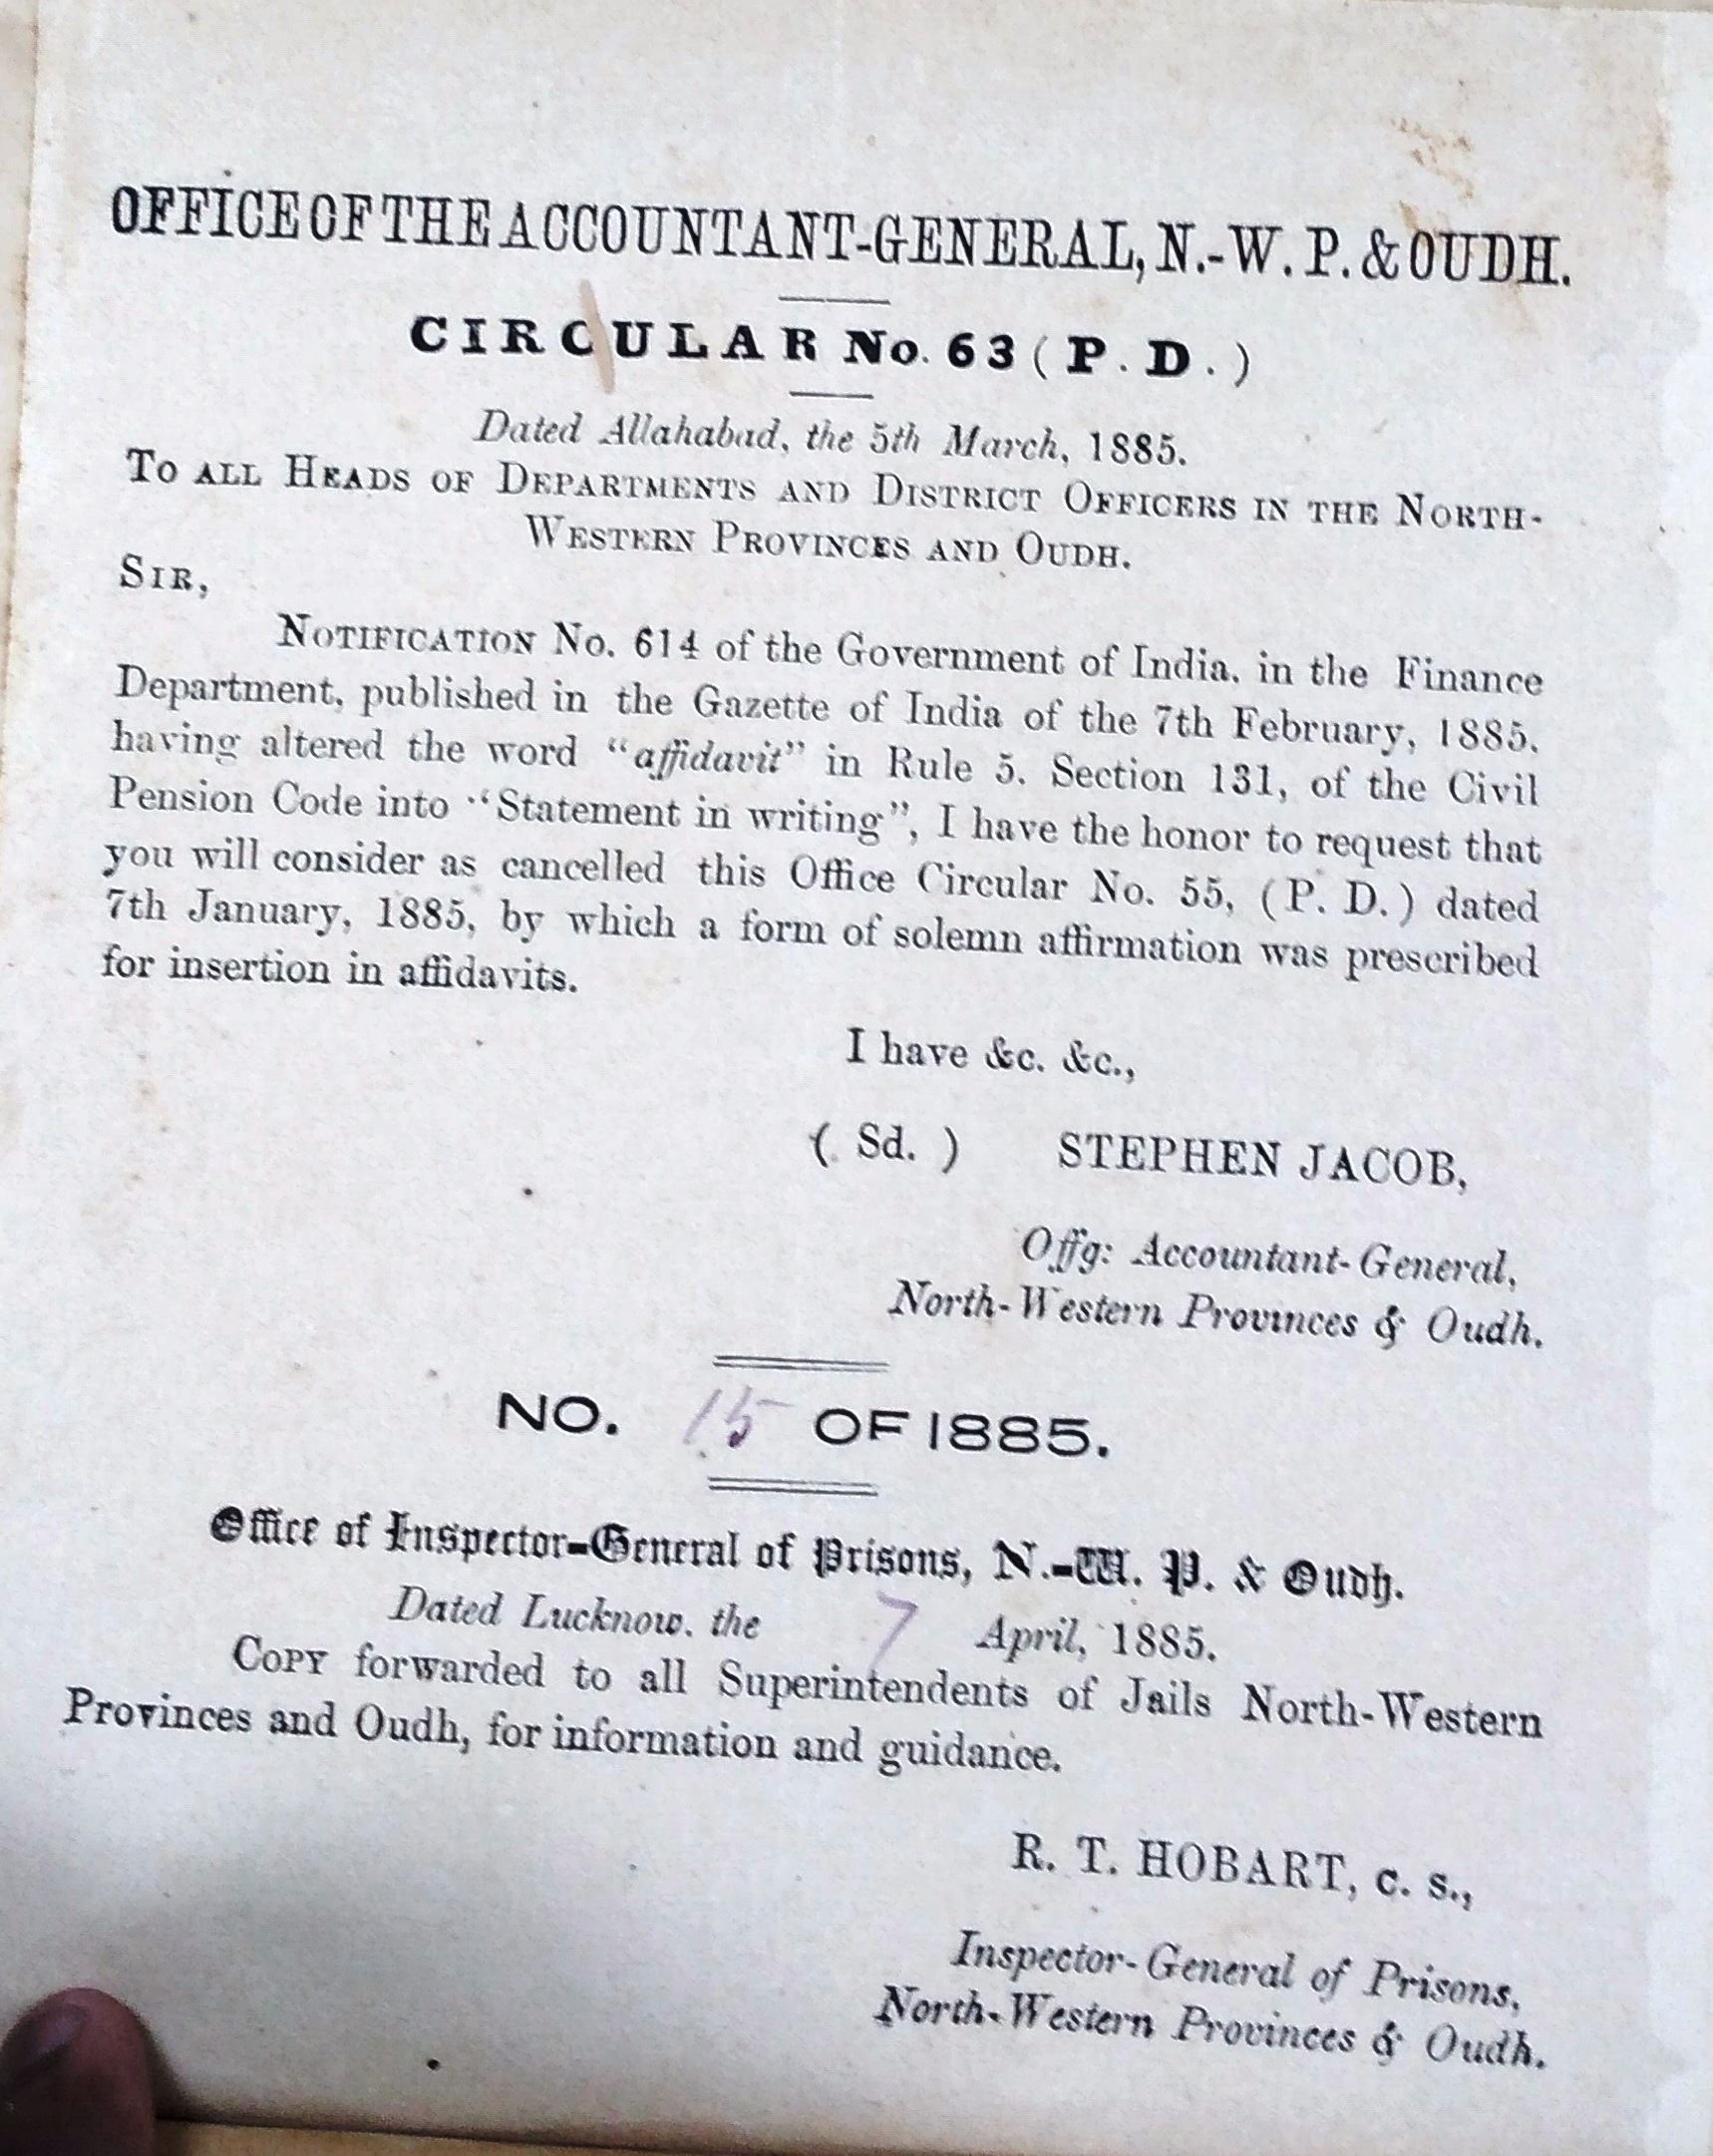 OFFICE OF THE ACCOUNTANT-GENERAL, N.-W. P. & OUDH.
CIRCULAR No. 63 ( P. D. )
Dated Allahabad, the 5th March, 1885.
TO ALL HEADS OF DEPARTMENTS AND DISTRICT OFFICERS IN THE NORTH-
WESTERN PROVINCES AND OUDH.
SIR,
NOTIFICATION No. 614 of the Government of India, in the Finance
Department, published in the Gazette of India of the 7th February, 1885,
having altered the word "affidavit" in Rule 5. Section 131, of the Civil
Pension Code into "Statement in writing", I have the honor to request that
you will consider as cancelled this Office Circular No. 55, (P. D.) dated
7th January, 1885, by which a form of solemn affirmation was prescribed
for insertion in affidavits.
I have &c. &c.,
( Sd. ) STEPHEN JACOB,
Offg: Accountant-General,
North-Western Provinces & Oudh.
NO. 15 OF 1885.
Office of Inspector-General of Prisons, N.-W. P. & Oudh.
Dated Lucknow, the 7 April, 1885.
COPY forwarded to all Superintendents of Jails North-Western
Provinces and Oudh, for information and guidance.
R. T. HOBART, C. S.,
Inspector-General of Prisons,
North-Western Provinces & Oudh.